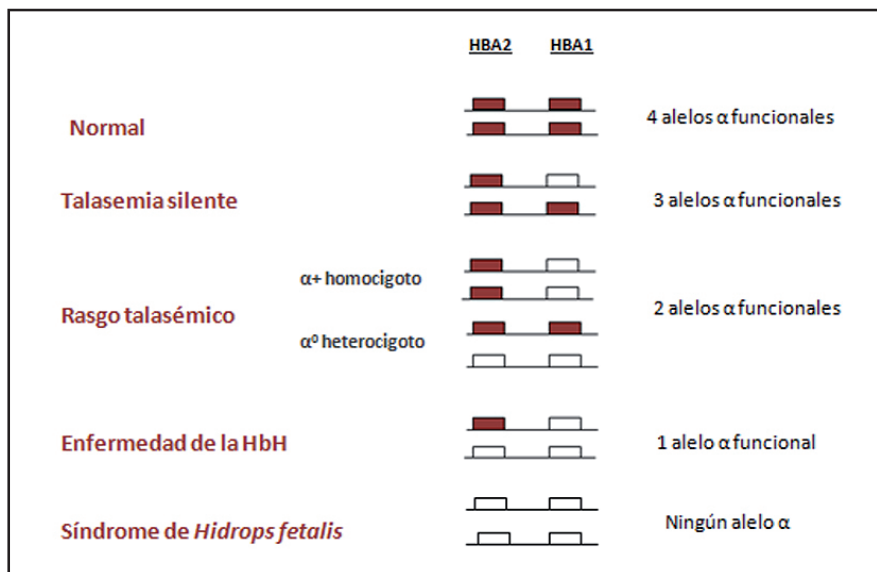 HBA2 HBA1
Normal 4 alelos α funcionales
Talasemia silente 3 alelos α funcionales
α+ homocigoto
Rasgo talasémico 2 alelos α funcionales
α⁰ heterocigoto
Enfermedad de la HbH 1 alelo α funcional
Síndrome de Hidrops fetalis Ningún alelo α